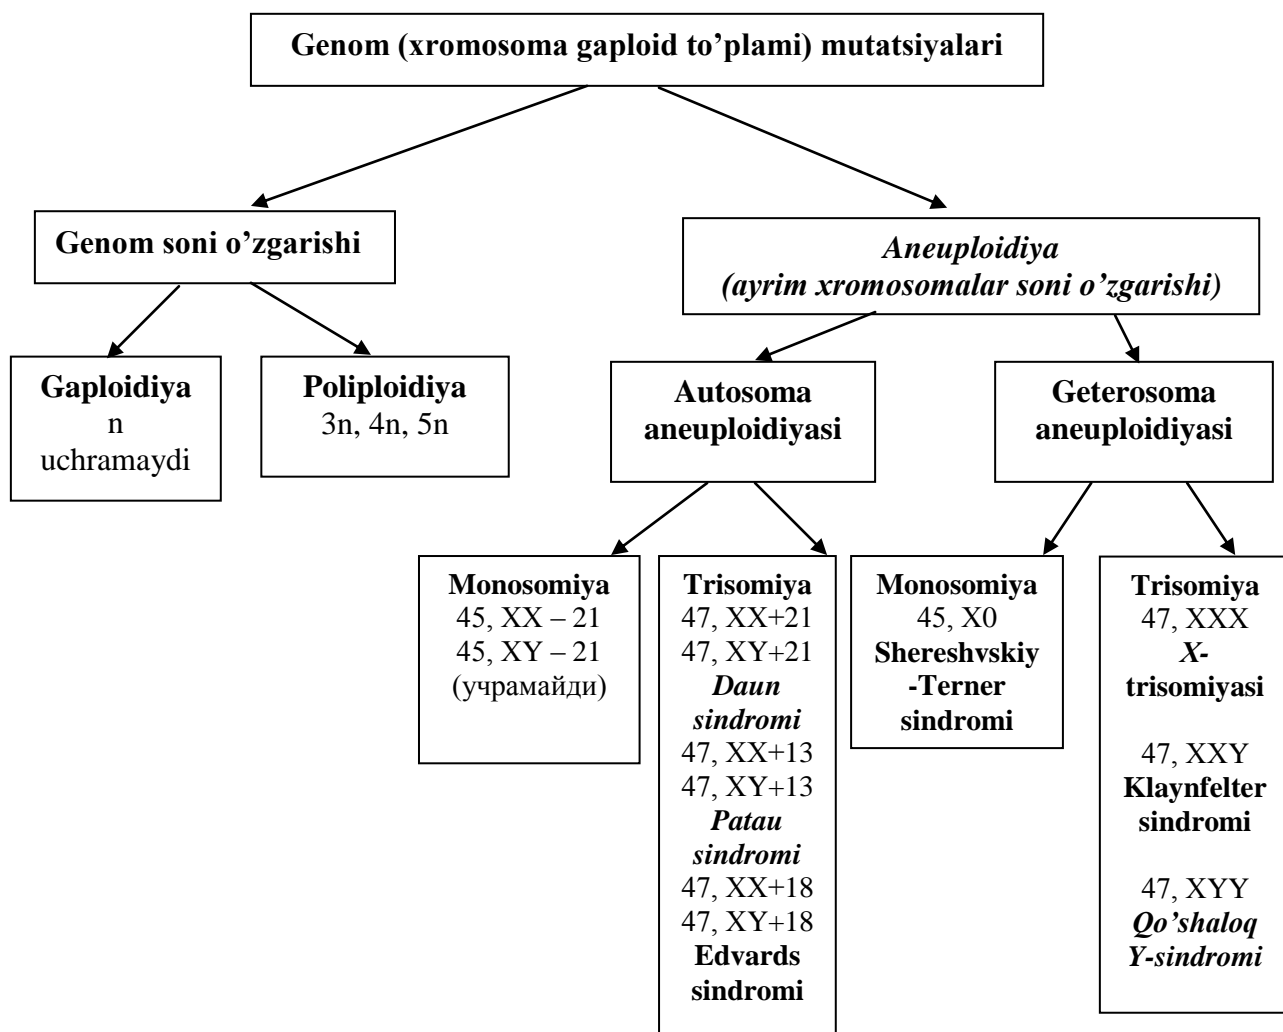 Genom (xromosoma gaploid to’plami) mutatsiyalari
Genom soni o’zgarishi
Aneuploidiya
(ayrim xromosomalar soni o’zgarishi)
Gaploidiya
n
uchramaydi
Poliploidiya
3n, 4n, 5n
Autosoma
aneuploidiyasi
Geterosoma
aneuploidiyasi
Monosomiya
45, XX – 21
45, XY – 21
(учрамайди)
Trisomiya
47, XX+21
47, XY+21
Daun
sindromi
47, XX+13
47, XY+13
Patau
sindromi
47, XX+18
47, XY+18
Edvards
sindromi
Monosomiya
45, X0
Shereshvskiy
-Terner
sindromi
Trisomiya
47, XXX
X-
trisomiyasi
47, XXY
Klaynfelter
sindromi
47, XYY
Qo’shaloq
Y-sindromi